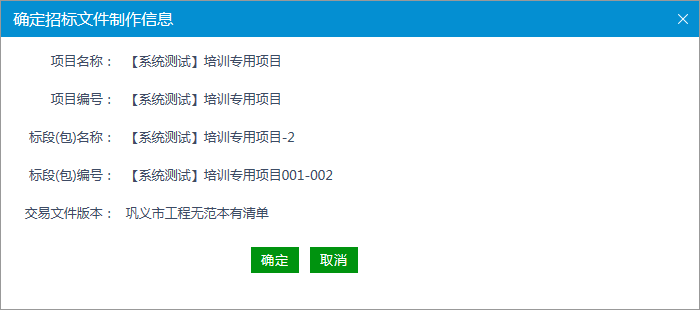 确定招标文件制作信息
项目名称： 【系统测试】培训专用项目
项目编号： 【系统测试】培训专用项目
标段(包)名称： 【系统测试】培训专用项目-2
标段(包)编号： 【系统测试】培训专用项目001-002
交易文件版本： 巩义市工程无范本有清单
确定 取消